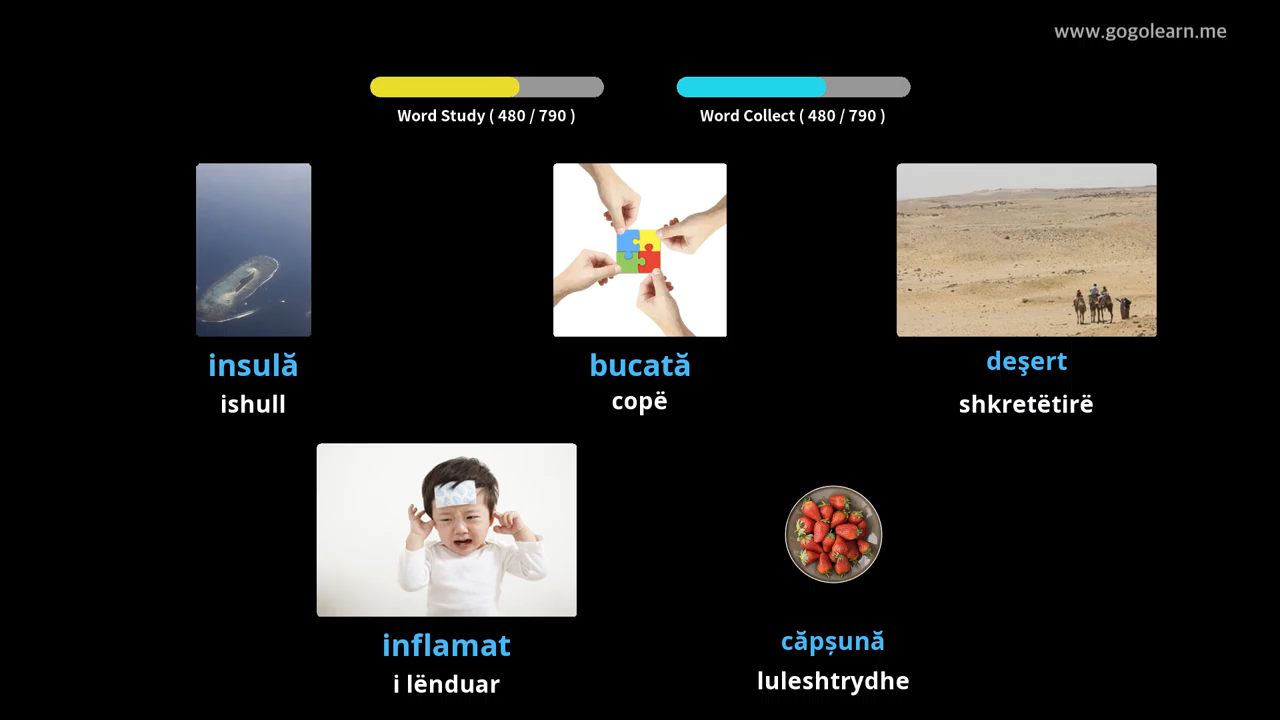 www.gogolearn.me
Word Study ( 480 / 790 )
Word Collect ( 480 / 790 )
insulă
ishull
bucată
copë
deşert
shkretëtirë
inflamat
i lënduar
căpșună
luleshtrydhe